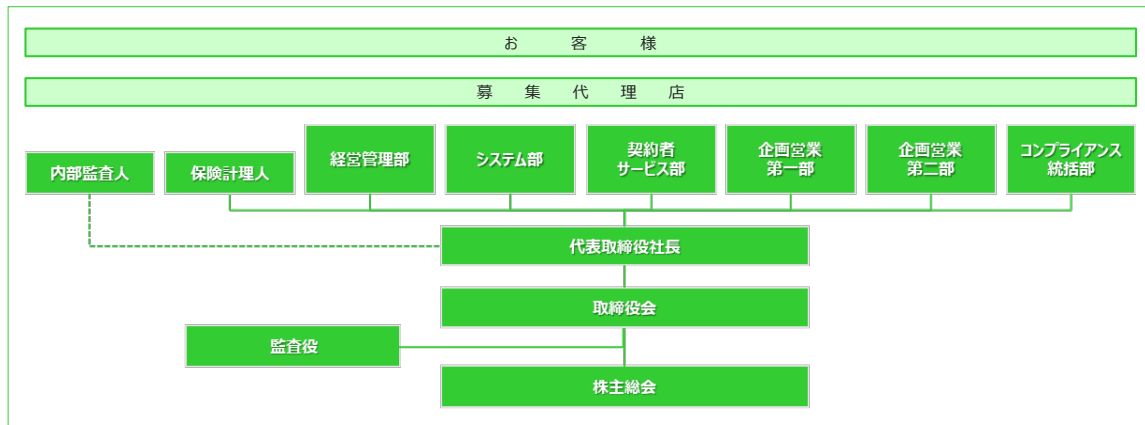 お客様
募集代理店
内部監査人
保険計理人
経営管理部
システム部
契約者
サービス部
企画営業
第一部
企画営業
第二部
コンプライアンス
統括部
代表取締役社長
取締役会
監査役
株主総会